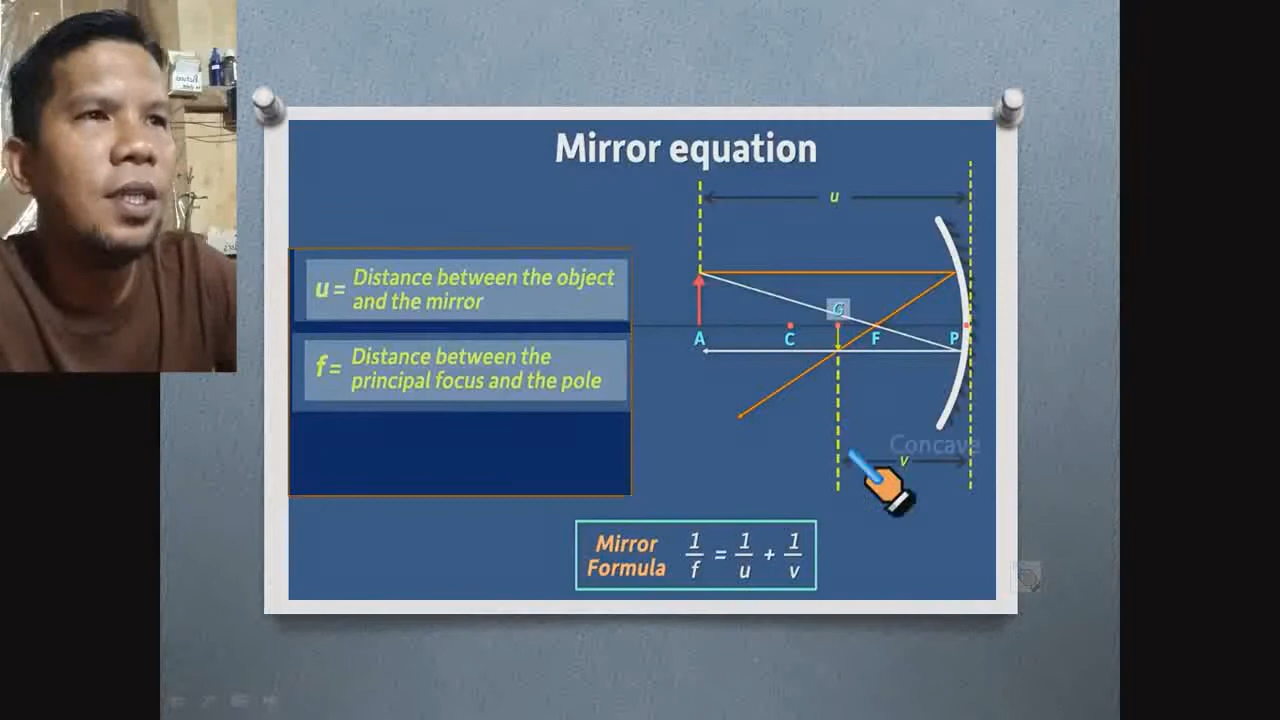 Mirror equation
u
u = Distance between the object
and the mirror
G
A
C
F
P
f = Distance between the
principal focus and the pole
Concave
v
Mirror
Formula
1/f = 1/u + 1/v